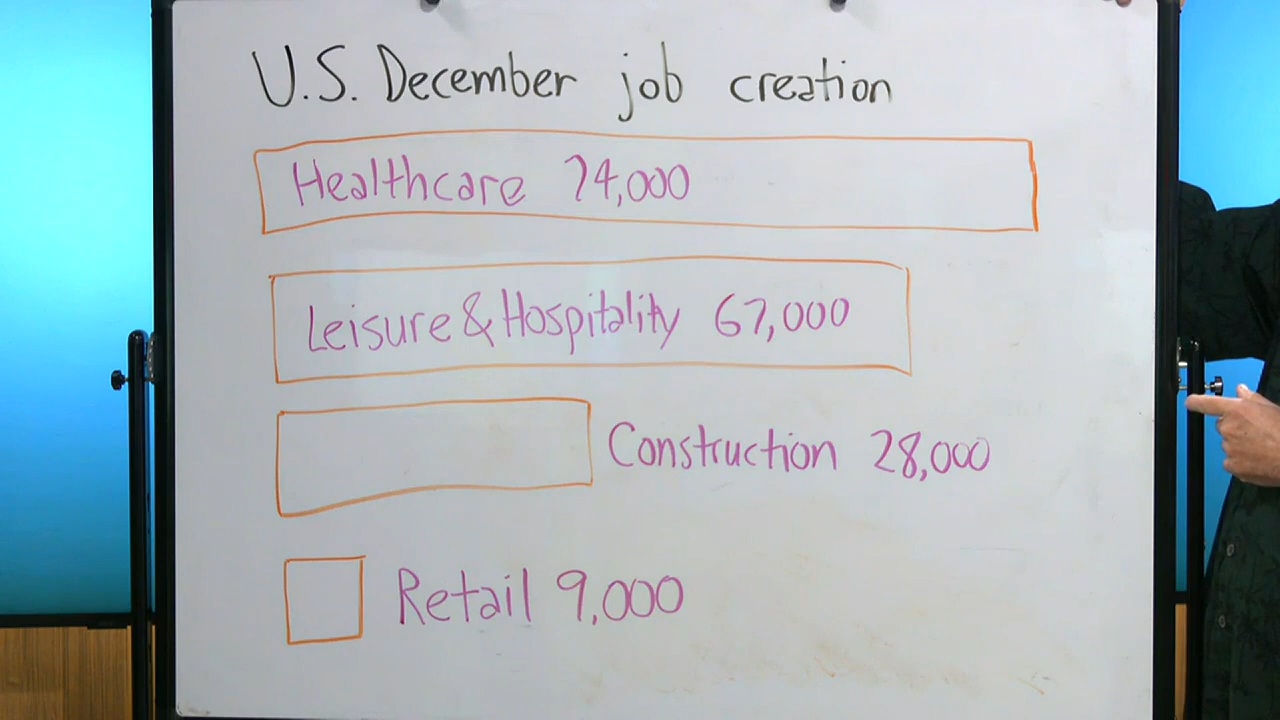 U.S. December job creation
Healthcare 74,000
Leisure & Hospitality 67,000
Construction 28,000
Retail 9,000